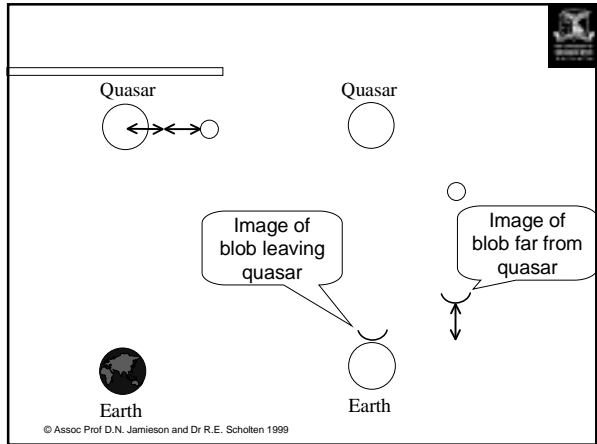 Quasar
Quasar
Image of
blob leaving
quasar
Image of
blob far from
quasar
Earth
Earth
© Assoc Prof D.N. Jamieson and Dr R.E. Scholten 1999